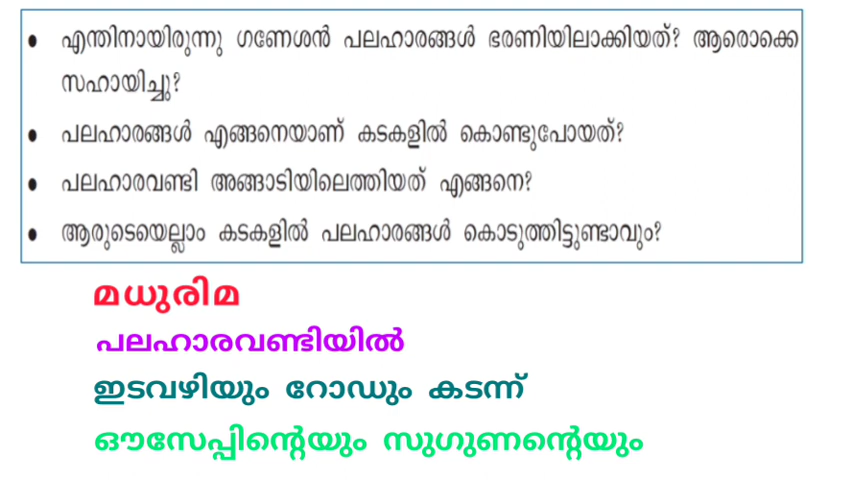 • എന്തിനായിരുന്നു ഗണേശൻ പലഹാരങ്ങൾ ഭരണിയിലാക്കിയത്? ആരൊക്കെ
സഹായിച്ചു?
• പലഹാരങ്ങൾ എങ്ങനെയാണ് കടകളിൽ കൊണ്ടുപോയത്?
• പലഹാരവണ്ടി അങ്ങാടിയിലെത്തിയത് എങ്ങനെ?
• ആരുടെയെല്ലാം കടകളിൽ പലഹാരങ്ങൾ കൊടുത്തിട്ടുണ്ടാവും?
മധുരിമ
പലഹാരവണ്ടിയിൽ
ഇടവഴിയും റോഡും കടന്ന്
ഔസേപ്പിന്റെയും സുഗുണന്റെയും